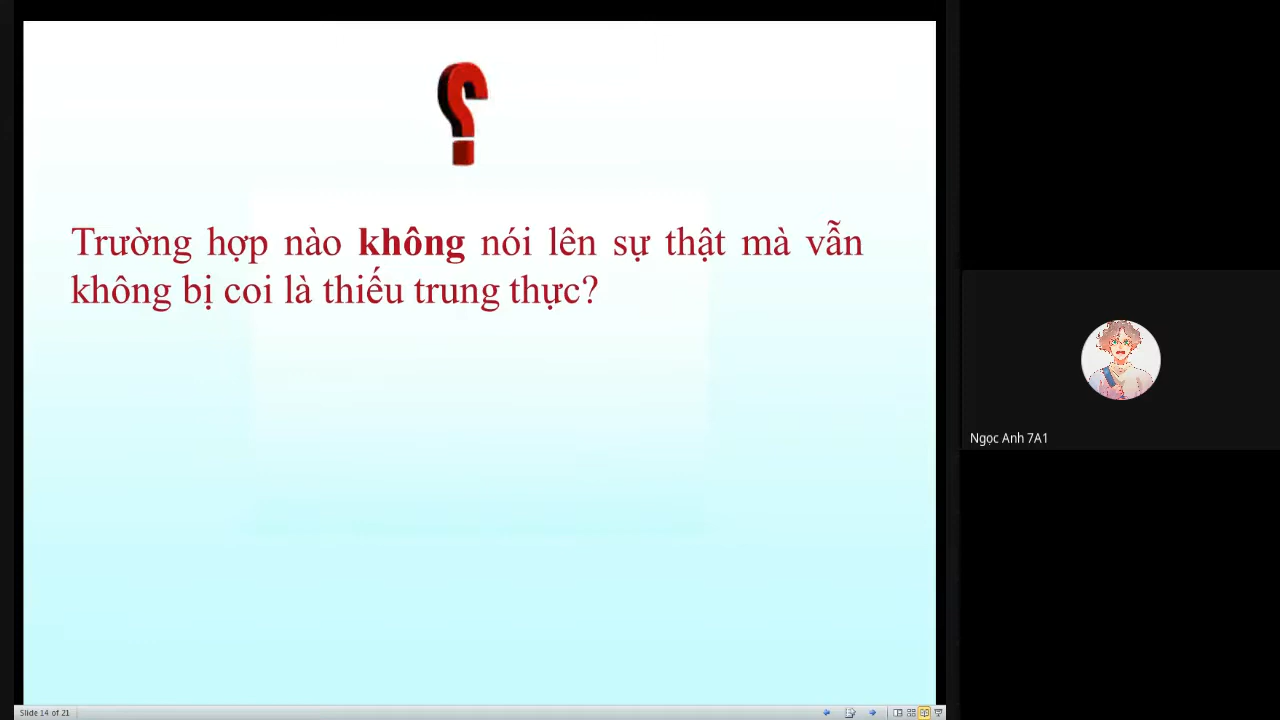 Trường hợp nào không nói lên sự thật mà vẫn
không bị coi là thiếu trung thực?
Ngọc Anh 7A1
Slide 14 of 21